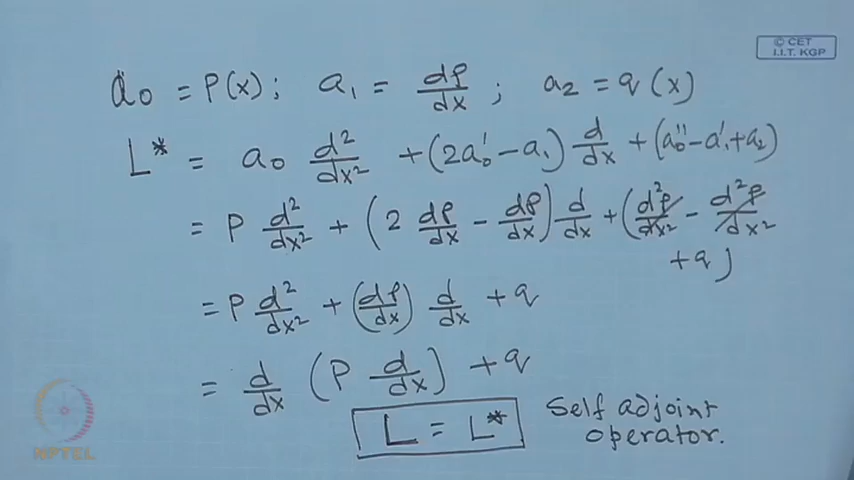 © CET
I.I.T. KGP
a₀ = P(x); a₁ = dP/dx; a₂ = q(x)
L* = a₀ d²/dx² + (2a₀' - a₁) d/dx + (a₀'' - a₁' + a₂)
= P d²/dx² + (2 dP/dx - dP/dx) d/dx + (d²P/dx² - d²P/dx²
+ q)
= P d²/dx² + (dP/dx) d/dx + q
= d/dx (P d/dx) + q
L = L* Self adjoint
operator.
NPTEL